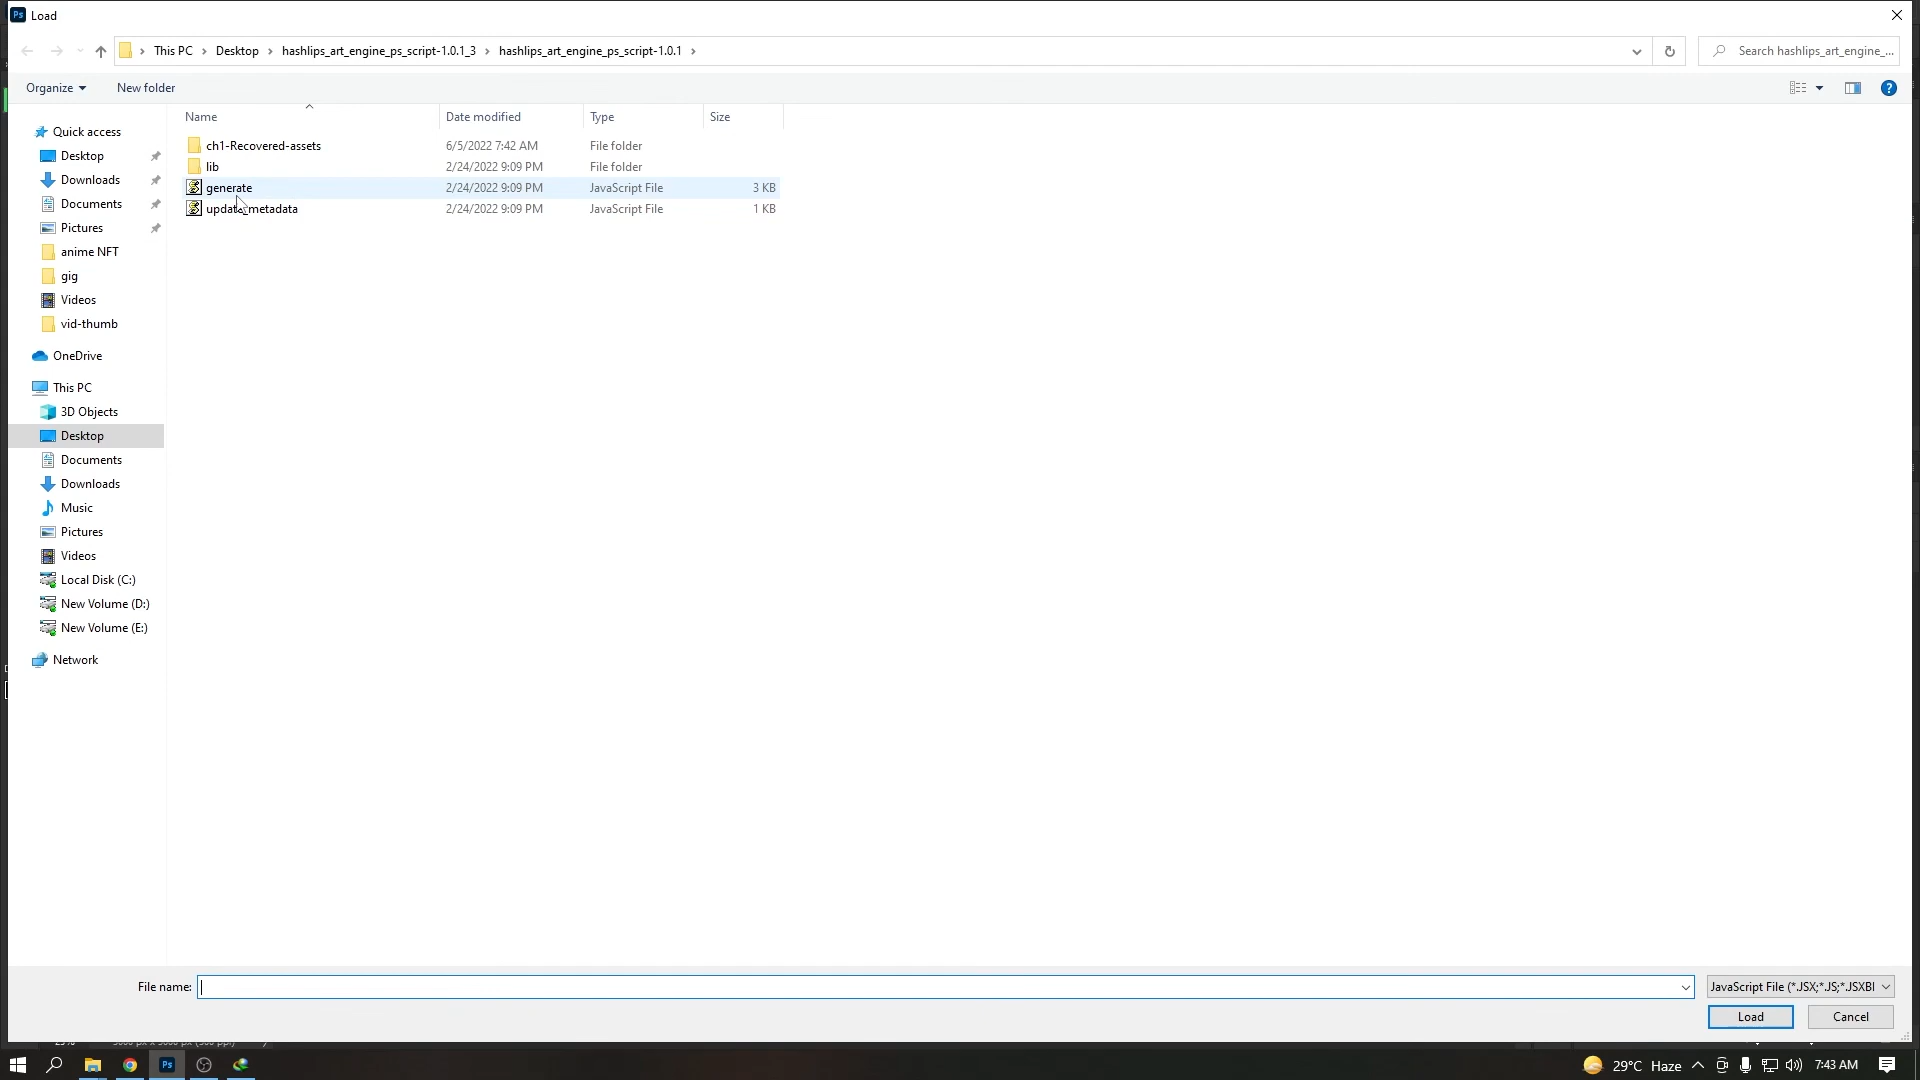 Ps Load
This PC Desktop hashlips_art_engine_ps_script-1.0.1_3 hashlips_art_engine_ps_script-1.0.1
Search hashlips_art_engine_...
Organize New folder
?
Name Date modified Type Size
ch1-Recovered-assets 6/5/2022 7:42 AM File folder
lib 2/24/2022 9:09 PM File folder
generate 2/24/2022 9:09 PM JavaScript File 3 KB
update_metadata 2/24/2022 9:09 PM JavaScript File 1 KB
Quick access
Desktop
Downloads
Documents
Pictures
anime NFT
gig
Videos
vid-thumb
OneDrive
This PC
3D Objects
Desktop
Documents
Downloads
Music
Pictures
Videos
Local Disk (C:)
New Volume (D:)
New Volume (E:)
Network
File name:
JavaScript File (*.JSX;*.JS;*.JSXBI
Load Cancel
Ps
29°C Haze
7:43 AM